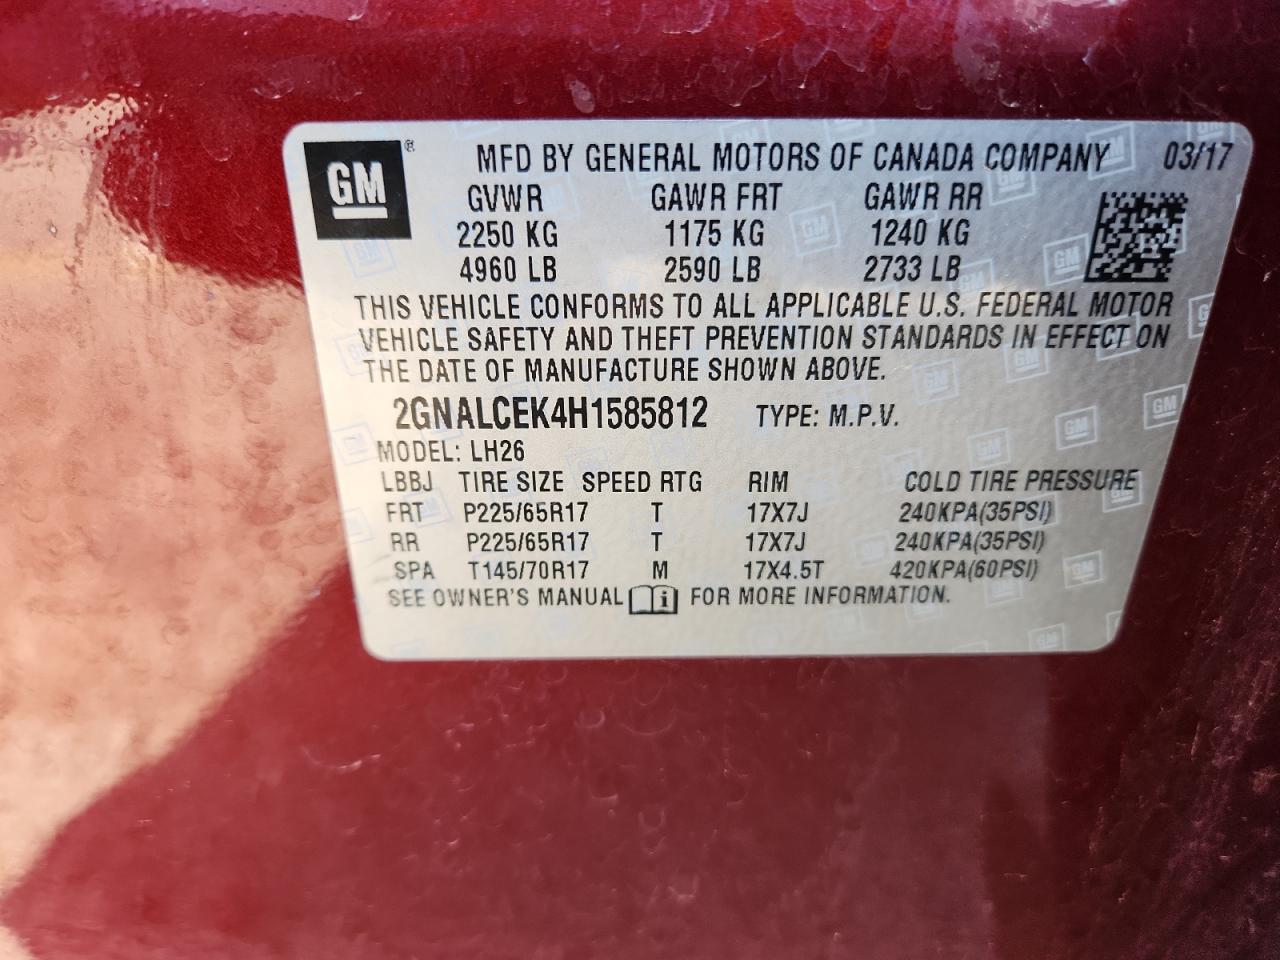 GM ®
MFD BY GENERAL MOTORS OF CANADA COMPANY 03/17
GVWR GAWR FRT GAWR RR
2250 KG 1175 KG 1240 KG
4960 LB 2590 LB 2733 LB
THIS VEHICLE CONFORMS TO ALL APPLICABLE U.S. FEDERAL MOTOR
VEHICLE SAFETY AND THEFT PREVENTION STANDARDS IN EFFECT ON
THE DATE OF MANUFACTURE SHOWN ABOVE.
2GNALCEK4H1585812 TYPE: M.P.V.
MODEL: LH26
LBBJ TIRE SIZE SPEED RTG RIM COLD TIRE PRESSURE
FRT P225/65R17 T 17X7J 240KPA(35PSI)
RR P225/65R17 T 17X7J 240KPA(35PSI)
SPA T145/70R17 M 17X4.5T 420KPA(60PSI)
SEE OWNER'S MANUAL i FOR MORE INFORMATION.